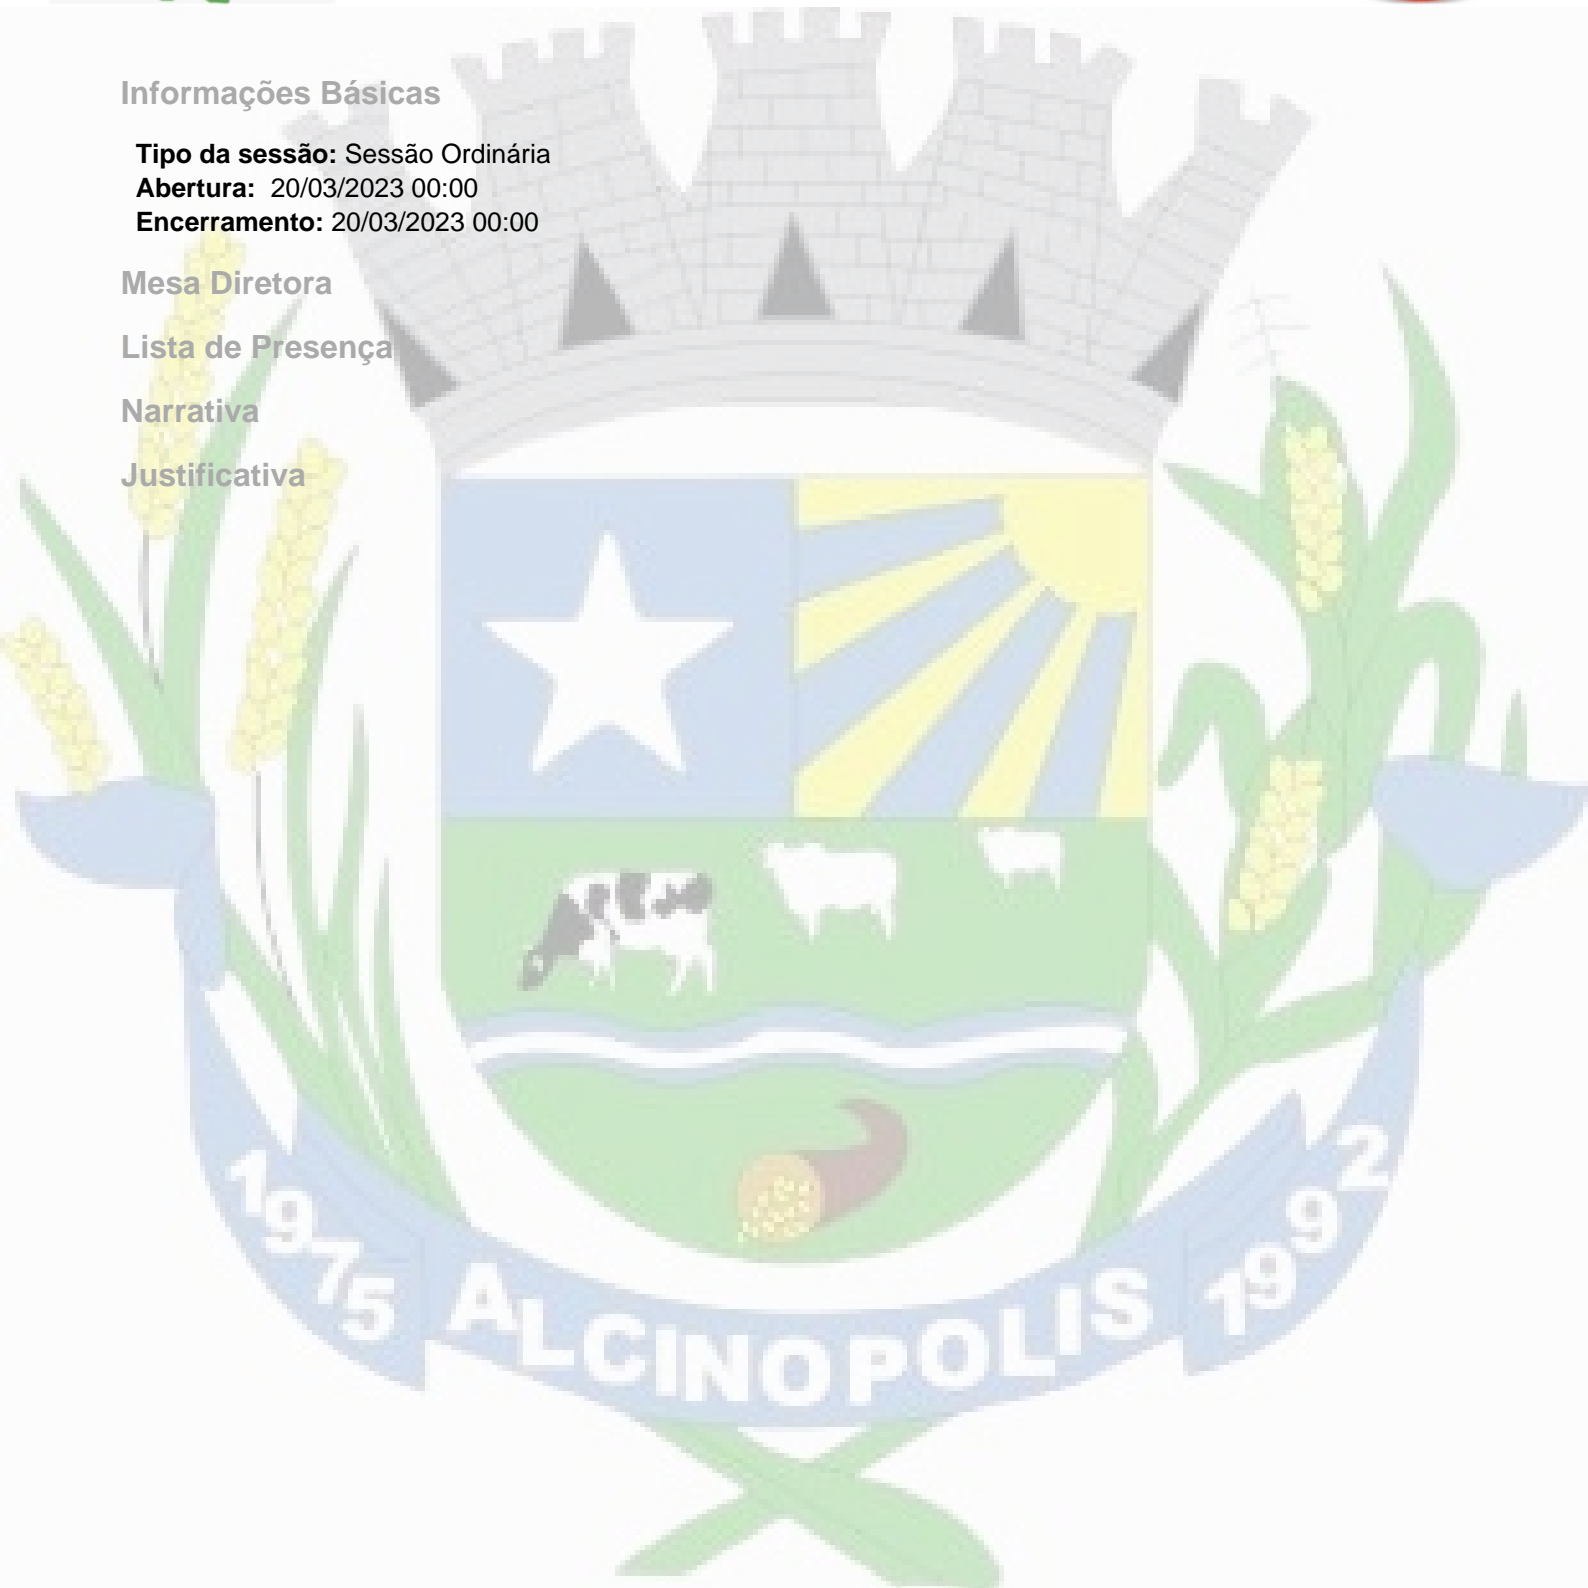 Informações Básicas
Tipo da sessão: Sessão Ordinária
Abertura: 20/03/2023 00:00
Encerramento: 20/03/2023 00:00
Mesa Diretora
Lista de Presença
Narrativa
Justificativa
1975 ALCINOPOLIS 1992